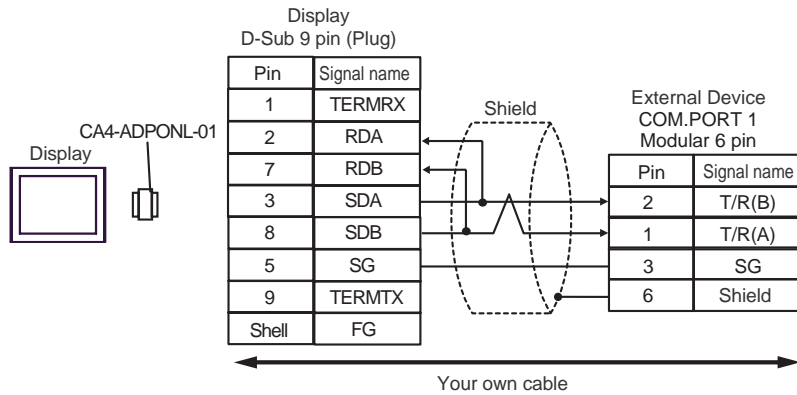 Display
D-Sub 9 pin (Plug)
Pin Signal name
1 TERMRX
2 RDA
7 RDB
3 SDA
8 SDB
5 SG
9 TERMTX
Shell FG
CA4-ADPONL-01
Display
Shield
External Device
COM.PORT 1
Modular 6 pin
Pin Signal name
2 T/R(B)
1 T/R(A)
3 SG
6 Shield
Your own cable